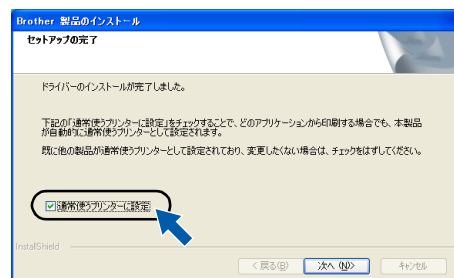 Brother 製品のインストール
セットアップの完了
ドライバーのインストールが完了しました。
下記の「通常使うプリンターに設定」をチェックすることで、どのアプリケーションから印刷する場合でも、本製品
が自動的に通常使うプリンターとして設定されます。
既に他の製品が通常使うプリンターとして設定されており、変更したくない場合は、チェックをはずしてください。
通常使うプリンターに設定
InstallShield
< 戻る(B)
次へ (N)>
キャンセル